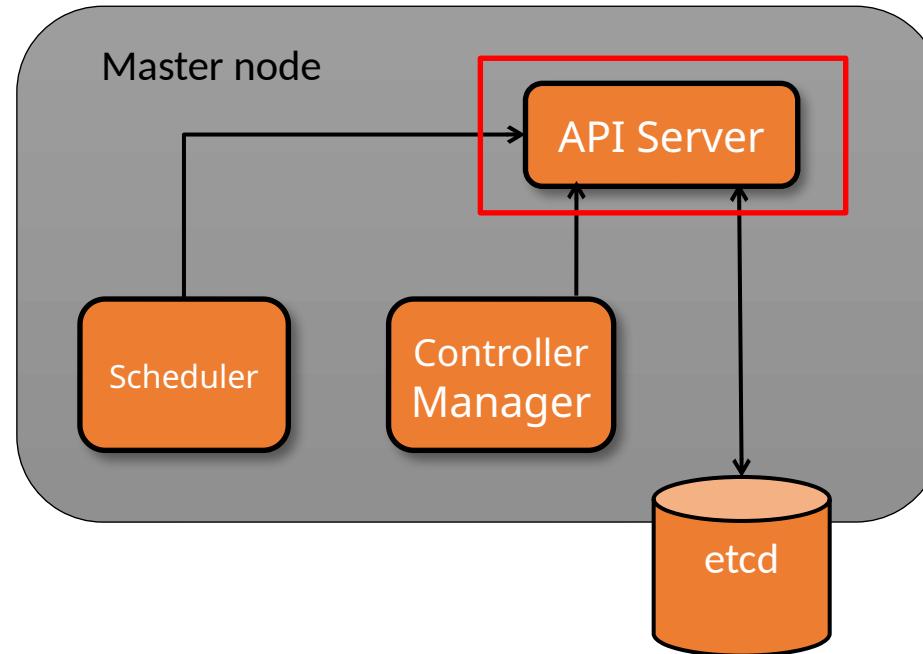 Master node
API Server
Scheduler
Controller
Manager
etcd